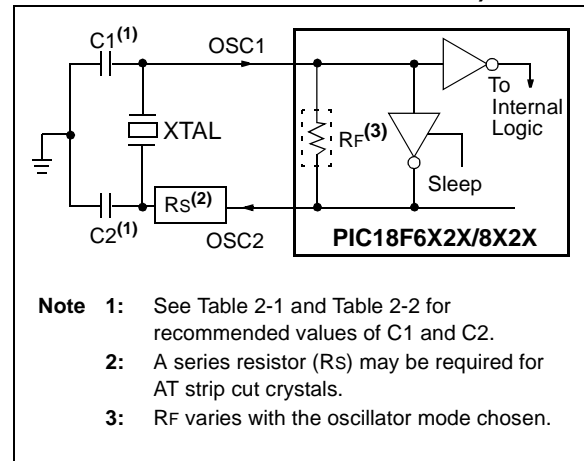 C1(1)
OSC1
To
Internal
Logic
XTAL
RF(3)
Sleep
C2(1)
RS(2)
OSC2
PIC18F6X2X/8X2X
Note 1: See Table 2-1 and Table 2-2 for
recommended values of C1 and C2.
2: A series resistor (RS) may be required for
AT strip cut crystals.
3: RF varies with the oscillator mode chosen.